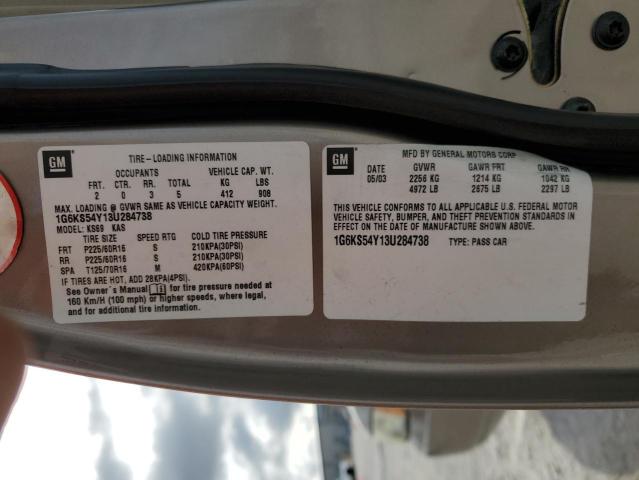 GM
TIRE-LOADING INFORMATION
OCCUPANTS VEHICLE CAP. WT.
FRT. CTR. RR. TOTAL KG LBS
2 0 3 5 412 908
MAX. LOADING @ GVWR SAME AS VEHICLE CAPACITY WEIGHT.
1G6KS54Y13U284738
MODEL: KS69 KAS
TIRE SIZE SPEED RTG COLD TIRE PRESSURE
FRT P225/60R16 S 210KPA(30PSI)
RR P225/60R16 S 210KPA(30PSI)
SPA T125/70R16 M 420KPA(60PSI)
IF TIRES ARE HOT, ADD 28KPA(4PSI).
See Owner's Manual for tire pressure needed at
160 Km/H (100 mph) or higher speeds, where legal,
and for additional tire information.
GM
MFD BY GENERAL MOTORS CORP
DATE GVWR GAWR FRT GAWR RR
05/03 2256 KG 1214 KG 1042 KG
4972 LB 2675 LB 2297 LB
THIS VEHICLE CONFORMS TO ALL APPLICABLE U.S. FEDERAL MOTOR
VEHICLE SAFETY, BUMPER, AND THEFT PREVENTION STANDARDS IN
EFFECT ON THE DATE OF MANUFACTURE SHOWN ABOVE.
1G6KS54Y13U284738 TYPE: PASS CAR